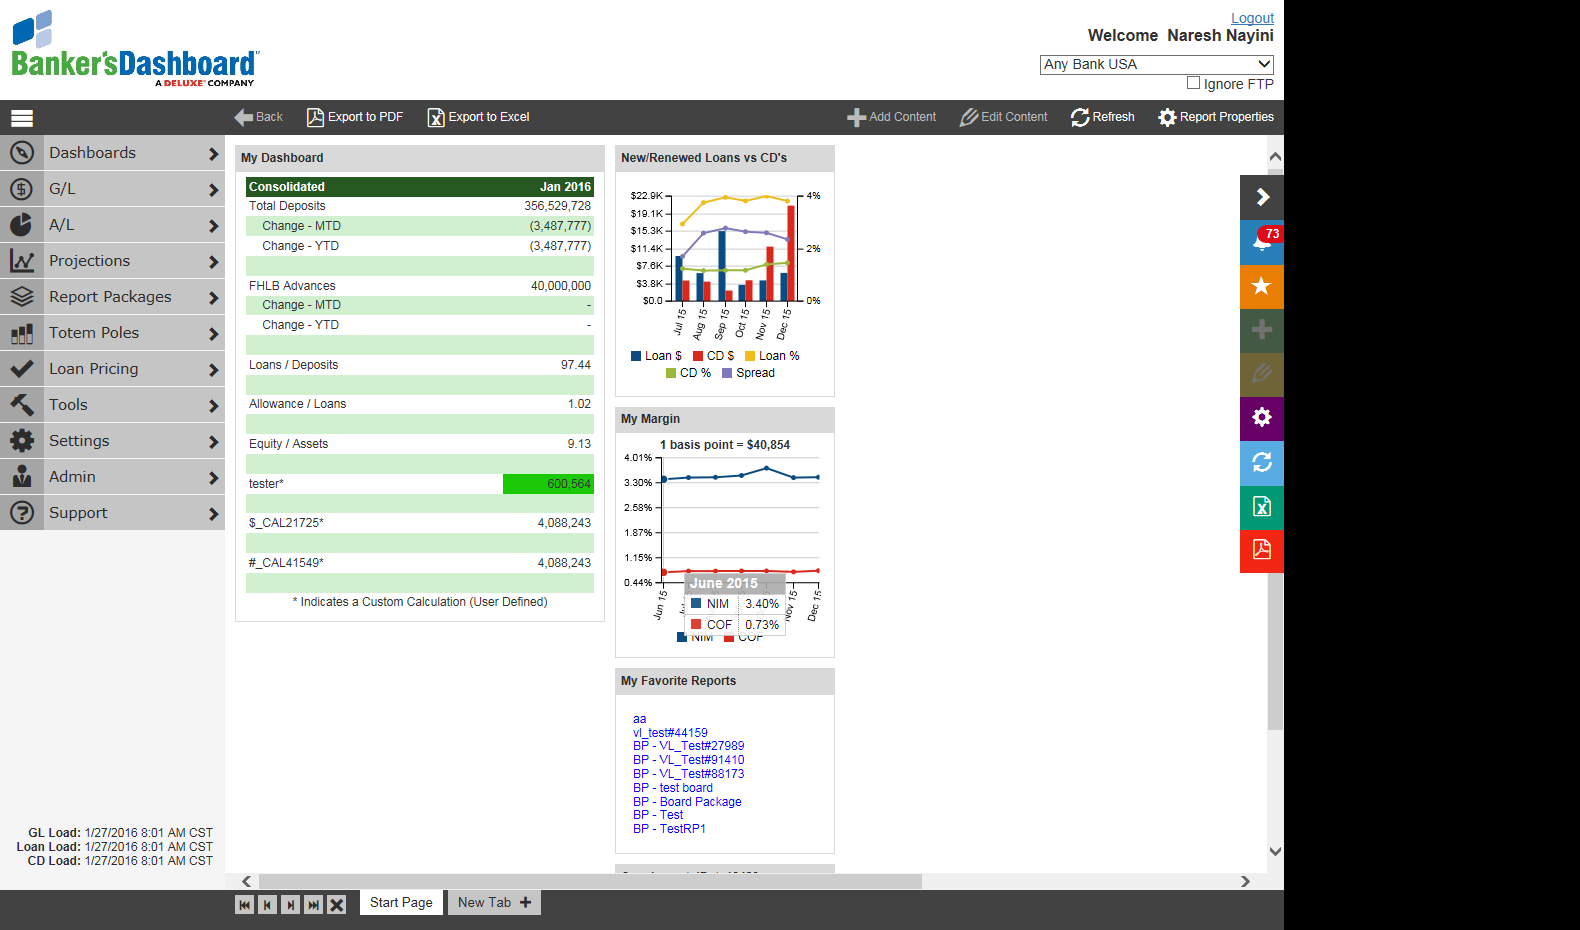 Logout
Banker'sDashboard
A DELUXE COMPANY
Welcome Naresh Nayini
Any Bank USA
Ignore FTP
Back
Export to PDF
Export to Excel
Add Content
Edit Content
Refresh
Report Properties
Dashboards
G/L
A/L
Projections
Report Packages
Totem Poles
Loan Pricing
Tools
Settings
Admin
Support
GL Load: 1/27/2016 8:01 AM CST
Loan Load: 1/27/2016 8:01 AM CST
CD Load: 1/27/2016 8:01 AM CST
My Dashboard
Consolidated Jan 2016
Total Deposits 356,529,728
Change - MTD (3,487,777)
Change - YTD (3,487,777)
FHLB Advances 40,000,000
Change - MTD -
Change - YTD -
Loans / Deposits 97.44
Allowance / Loans 1.02
Equity / Assets 9.13
tester* 600,564
$_CAL21725* 4,088,243
#_CAL41549* 4,088,243
* Indicates a Custom Calculation (User Defined)
New/Renewed Loans vs CD's
$22.9K 4%
$19.1K
$15.3K
$11.4K 2%
$7.6K
$3.8K
$0.0 0%
Jul 15 Aug 15 Sep 15 Oct 15 Nov 15 Dec 15
Loan $ CD $ Loan %
CD % Spread
My Margin
1 basis point = $40,854
4.01%
3.30%
2.58%
1.87%
1.15%
0.44%
June 2015
NIM 3.40%
COF 0.73%
Jun 15 Nov 15 Dec 15
NIM COF
My Favorite Reports
aa
vl_test#44159
BP - VL_Test#27989
BP - VL_Test#91410
BP - VL_Test#88173
BP - test board
BP - Board Package
BP - Test
BP - TestRP1
73
Start Page
New Tab